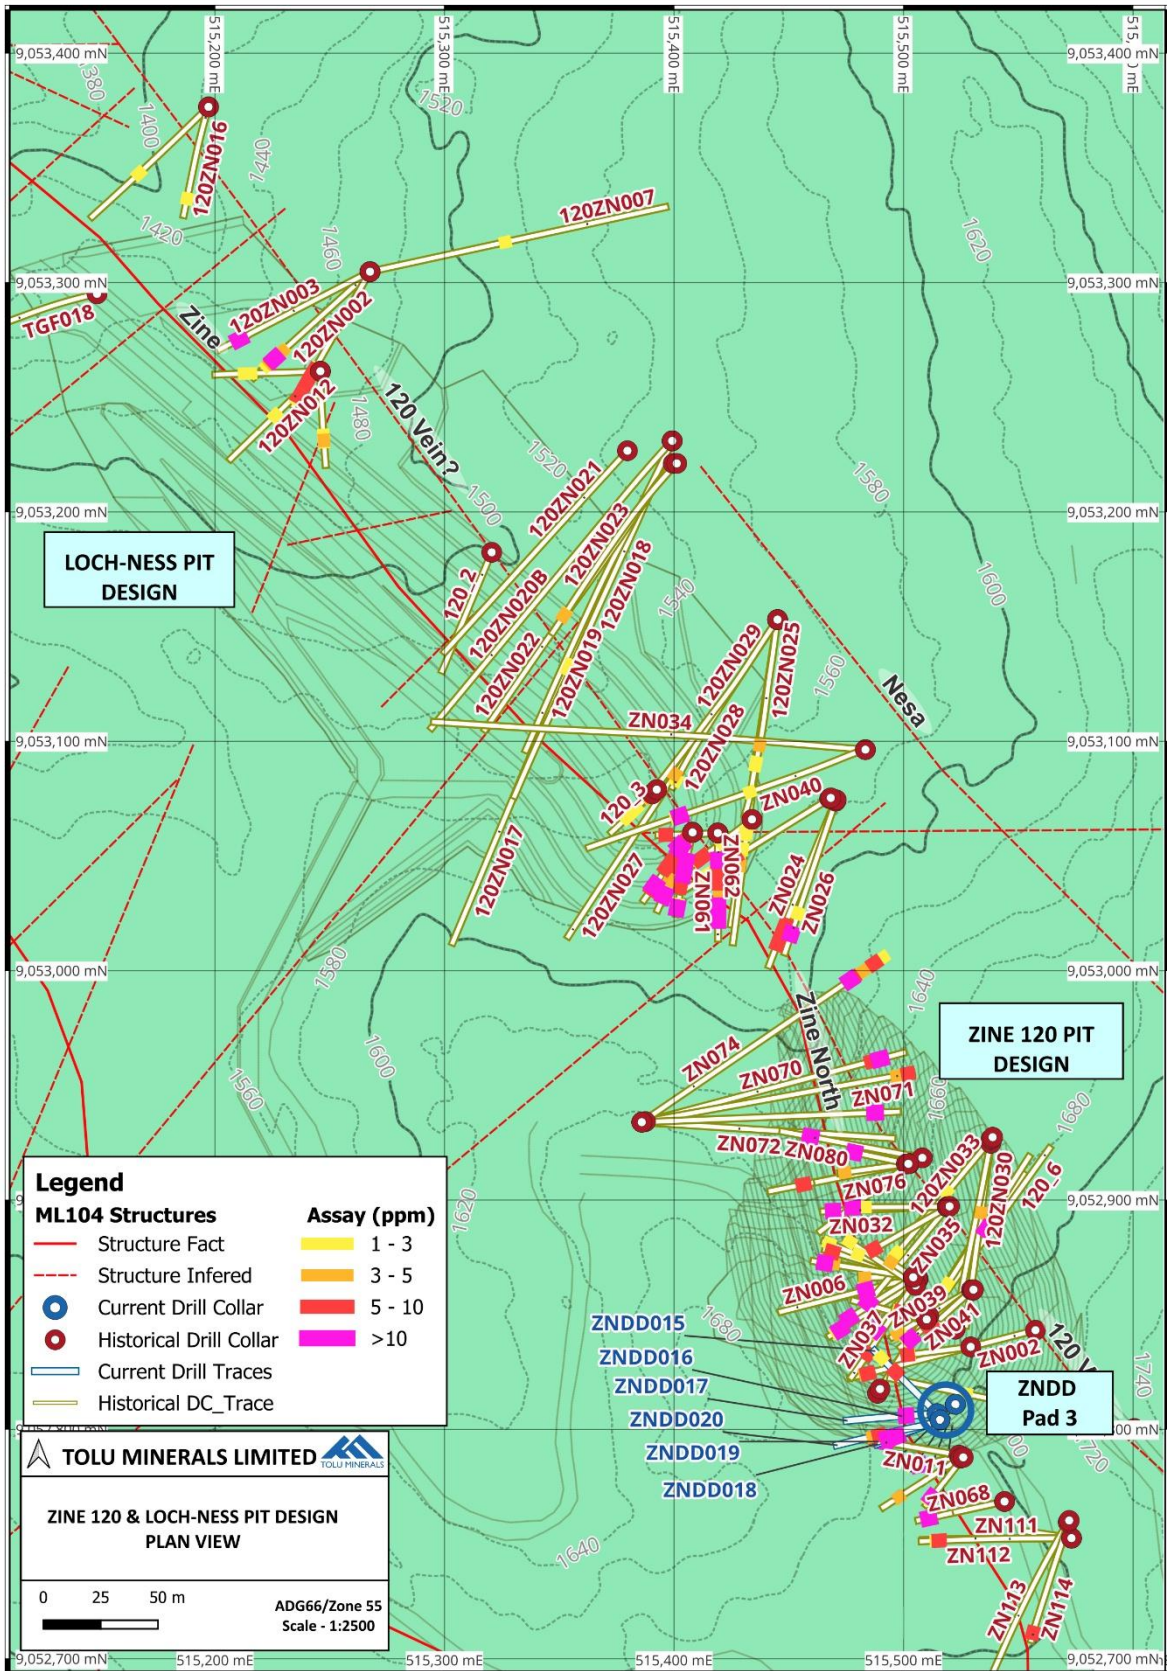 515,200 mE
515,300 mE
515,400 mE
515,500 mE
515,
mE
9,053,400 mN
9,053,400 mN
380
1400
1520
1440
120ZN016
120ZN007
1420
1460
1620
9,053,300 mN
9,053,300 mN
TGF018
Zine
120ZN003
120ZN002
120ZN012
1480
120 Vein?
1520
1500
1580
120ZN021
120ZN023
9,053,200 mN
9,053,200 mN
LOCH-NESS PIT
DESIGN
120_2
120ZN020B
120ZN018
1540
1600
120ZN022
120ZN019
120ZN029
120ZN025
1560
Nesa
ZN034
9,053,100 mN
9,053,100 mN
120ZN028
120_3
ZN040
120ZN017
120ZN027
ZN061
ZN062
ZN024
ZN026
9,053,000 mN
9,053,000 mN
1580
1640
Zine North
ZINE 120 PIT
DESIGN
1600
1560
ZN074
ZN070
ZN071
1660
1680
ZN072
ZN080
120ZN033
ZN076
120ZN030
120_6
9,052,900 mN
1620
ZN032
ZN035
ZN006
ZN039
ZN041
ZN037
ZN002
120 V
1680
1740
ZNDD015
ZNDD016
ZNDD017
ZNDD020
ZNDD019
ZNDD018
ZNDD
Pad 3
1720
ZN011
ZN068
ZN111
ZN112
ZN113
ZN114
1640
Legend
ML104 Structures
Structure Fact
Structure Infered
Current Drill Collar
Historical Drill Collar
Current Drill Traces
Historical DC_Trace
Assay (ppm)
1 - 3
3 - 5
5 - 10
>10
TOLU MINERALS LIMITED
TOLU MINERALS
ZINE 120 & LOCH-NESS PIT DESIGN
PLAN VIEW
0 25 50 m
ADG66/Zone 55
Scale - 1:2500
9,052,700 mN
515,200 mE
515,300 mE
515,400 mE
515,500 mE
9,052,700 mN